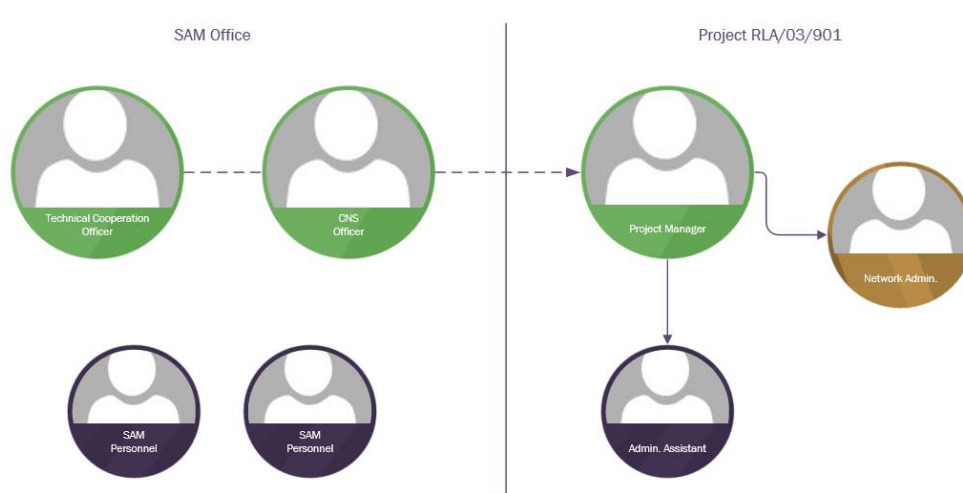 SAM Office
Project RLA/03/901
Technical Cooperation
Officer
CNS
Officer
Project Manager
Network Admin.
SAM
Personnel
SAM
Personnel
Admin. Assistant